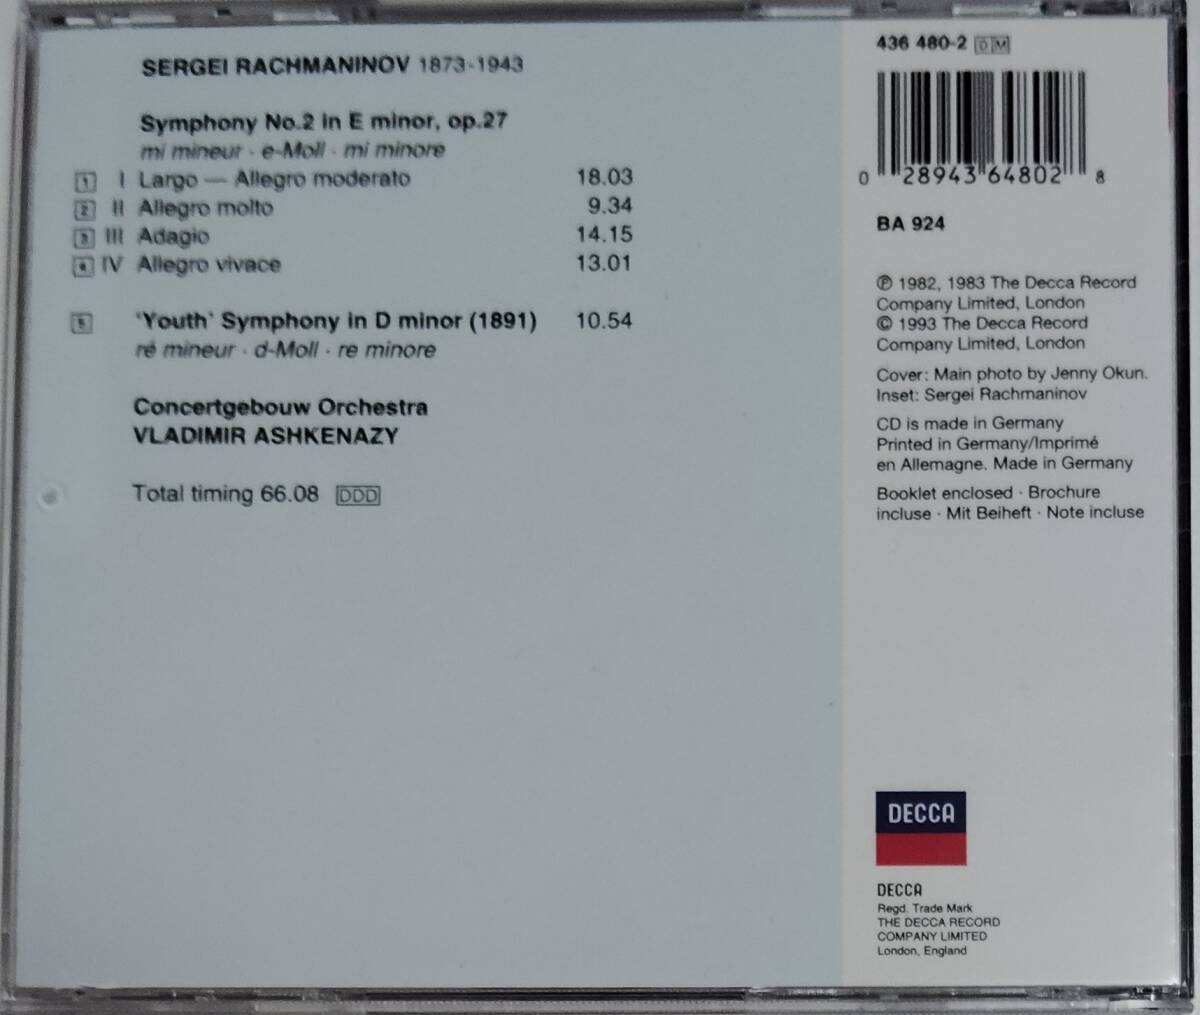 SERGEI RACHMANINOV 1873-1943
Symphony No.2 in E minor, op.27
mi mineur · e-Moll · mi minore
1 I Largo — Allegro moderato 18.03
2 II Allegro molto 9.34
3 III Adagio 14.15
4 IV Allegro vivace 13.01
5 'Youth' Symphony in D minor (1891) 10.54
ré mineur · d-Moll · re minore
Concertgebouw Orchestra
VLADIMIR ASHKENAZY
Total timing 66.08 DDD
436 480-2 DM
0 28943 64802 8
BA 924
℗ 1982, 1983 The Decca Record
Company Limited, London
© 1993 The Decca Record
Company Limited, London
Cover: Main photo by Jenny Okun.
Inset: Sergei Rachmaninov
CD is made in Germany
Printed in Germany/Imprimé
en Allemagne. Made in Germany
Booklet enclosed · Brochure
incluse · Mit Beiheft · Note incluse
DECCA
DECCA
Regd. Trade Mark
THE DECCA RECORD
COMPANY LIMITED
London, England